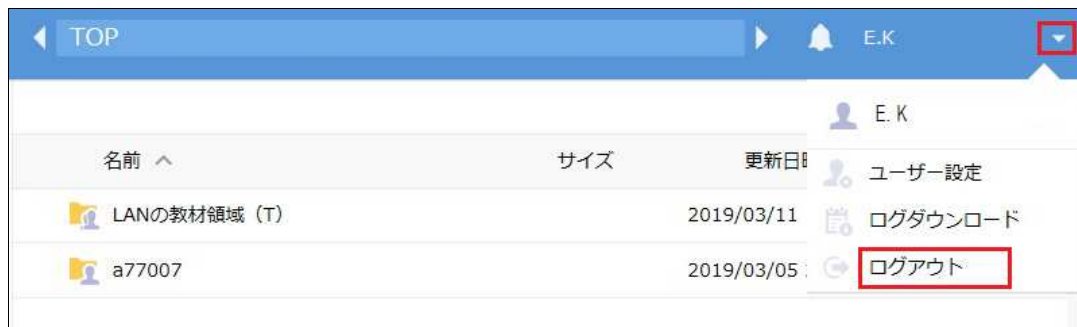 TOP
E.K
E. K
名前
サイズ
更新日
ユーザー設定
LANの教材領域（T）
2019/03/11
ログダウンロード
a77007
2019/03/05
ログアウト